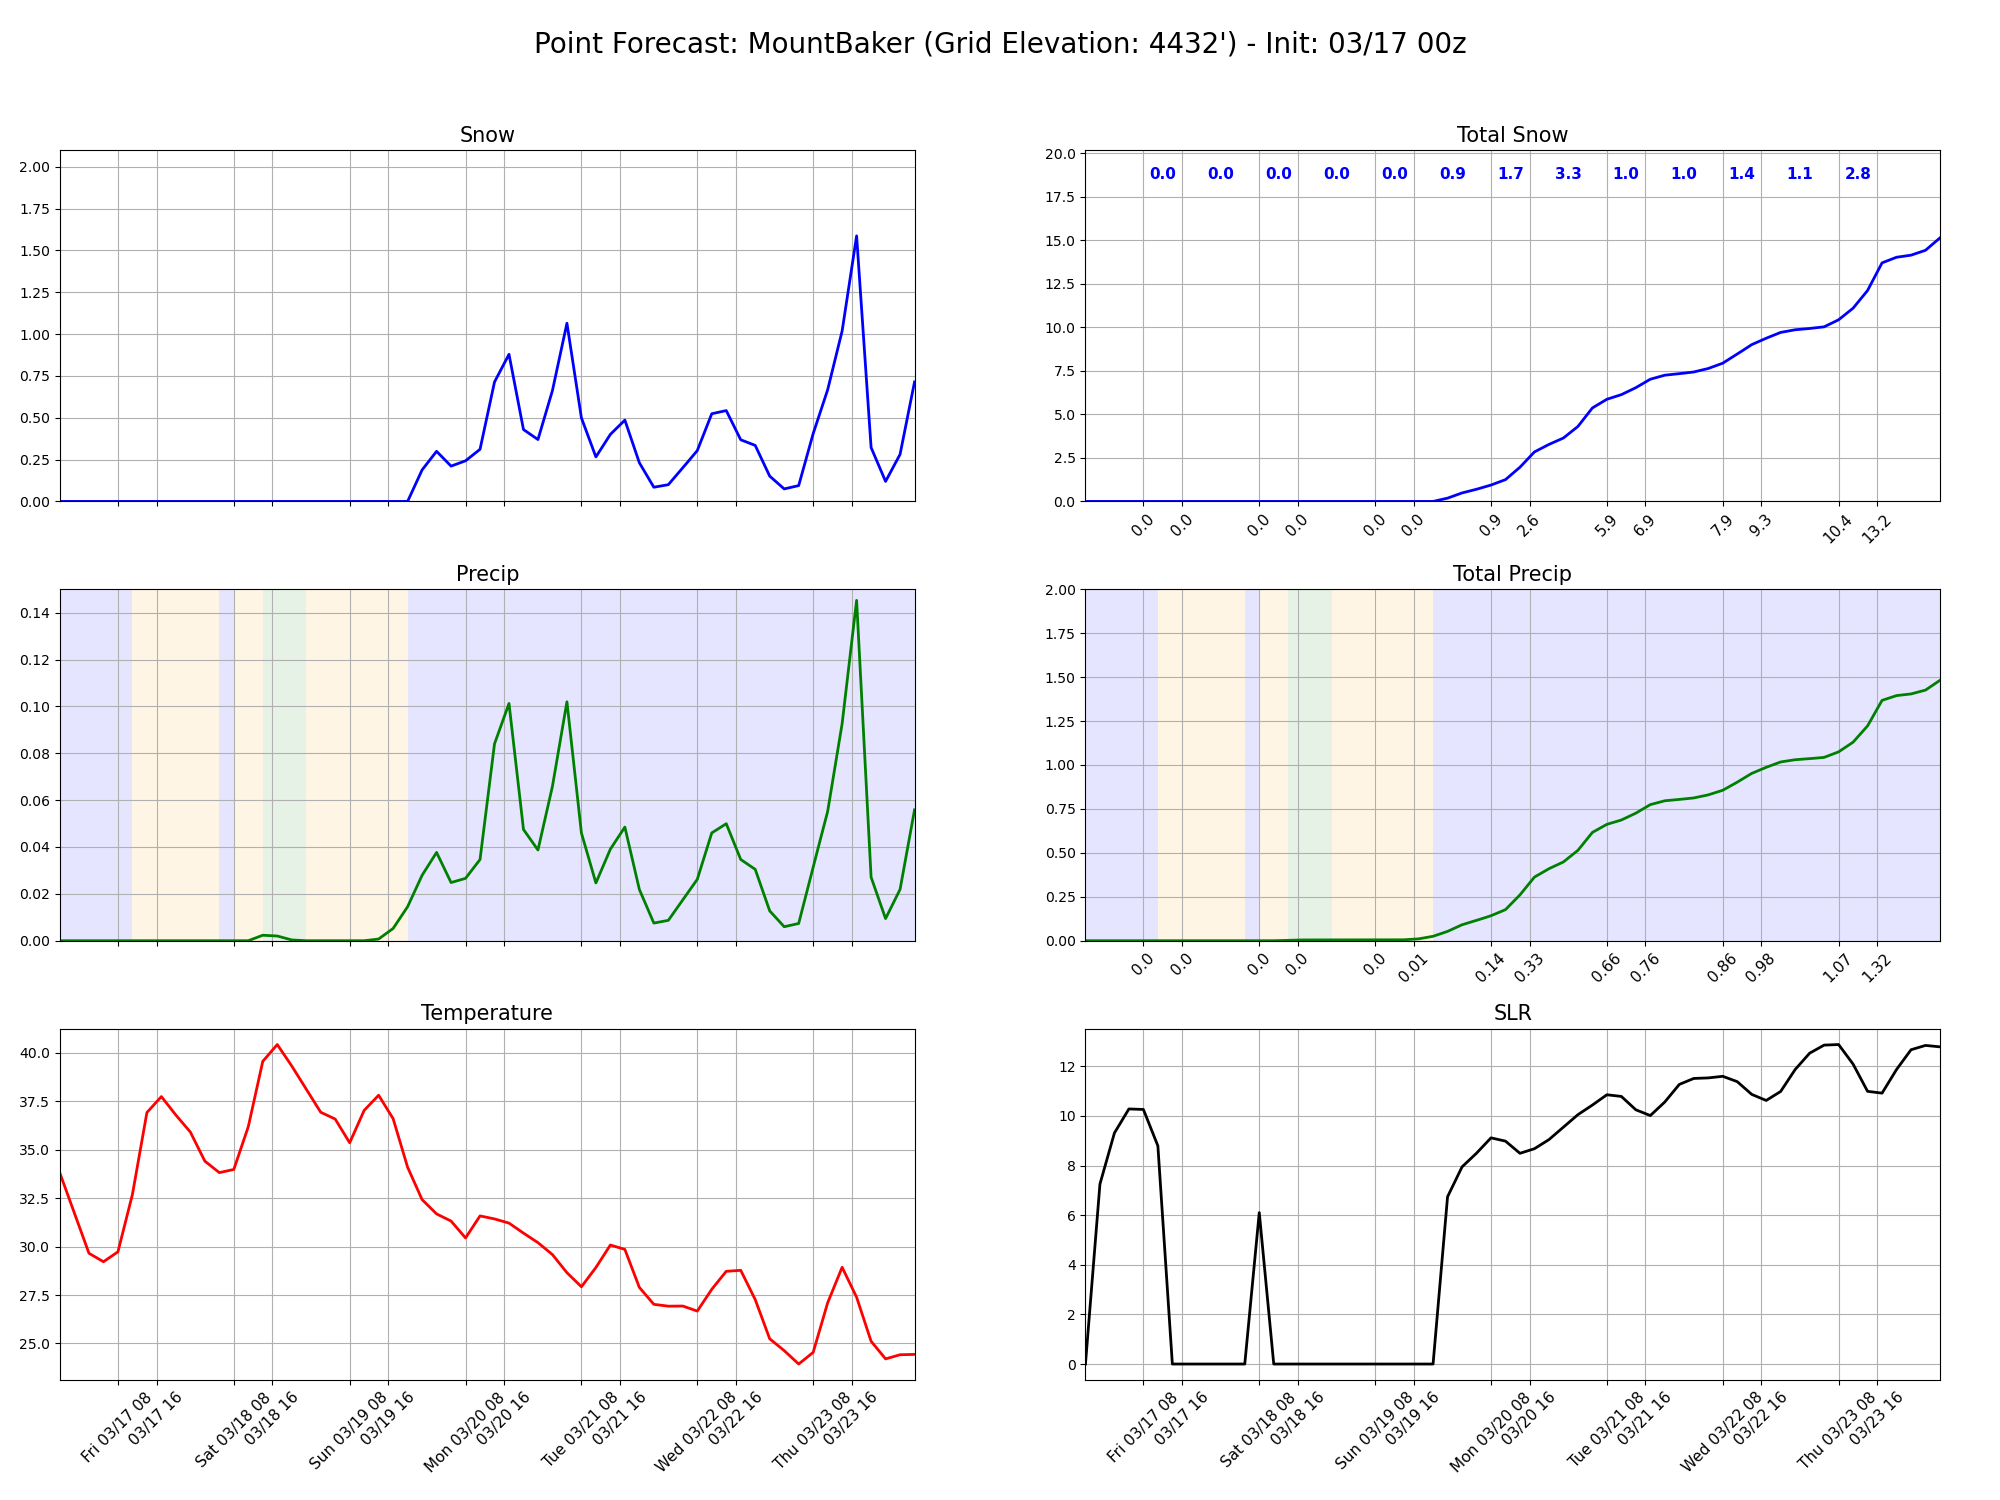 Point Forecast: MountBaker (Grid Elevation: 4432') - Init: 03/17 00z
Snow
2.00
1.75
1.50
1.25
1.00
0.75
0.50
0.25
0.00
Total Snow
20.0
17.5
15.0
12.5
10.0
7.5
5.0
2.5
0.0
0.0 0.0 0.0 0.0 0.0 0.9 1.7 3.3 1.0 1.0 1.4 1.1 2.8
0.0 0.0 0.0 0.0 0.0 0.0 0.9 2.6 5.9 6.9 7.9 9.3 10.4 13.2
Precip
0.14
0.12
0.10
0.08
0.06
0.04
0.02
0.00
Total Precip
2.00
1.75
1.50
1.25
1.00
0.75
0.50
0.25
0.00
0.0 0.0 0.0 0.0 0.0 0.01 0.14 0.33 0.66 0.76 0.86 0.98 1.07 1.32
Temperature
40.0
37.5
35.0
32.5
30.0
27.5
25.0
Fri 03/17 08
03/17 16
Sat 03/18 08
03/18 16
Sun 03/19 08
03/19 16
Mon 03/20 08
03/20 16
Tue 03/21 08
03/21 16
Wed 03/22 08
03/22 16
Thu 03/23 08
03/23 16
SLR
12
10
8
6
4
2
0
Fri 03/17 08
03/17 16
Sat 03/18 08
03/18 16
Sun 03/19 08
03/19 16
Mon 03/20 08
03/20 16
Tue 03/21 08
03/21 16
Wed 03/22 08
03/22 16
Thu 03/23 08
03/23 16